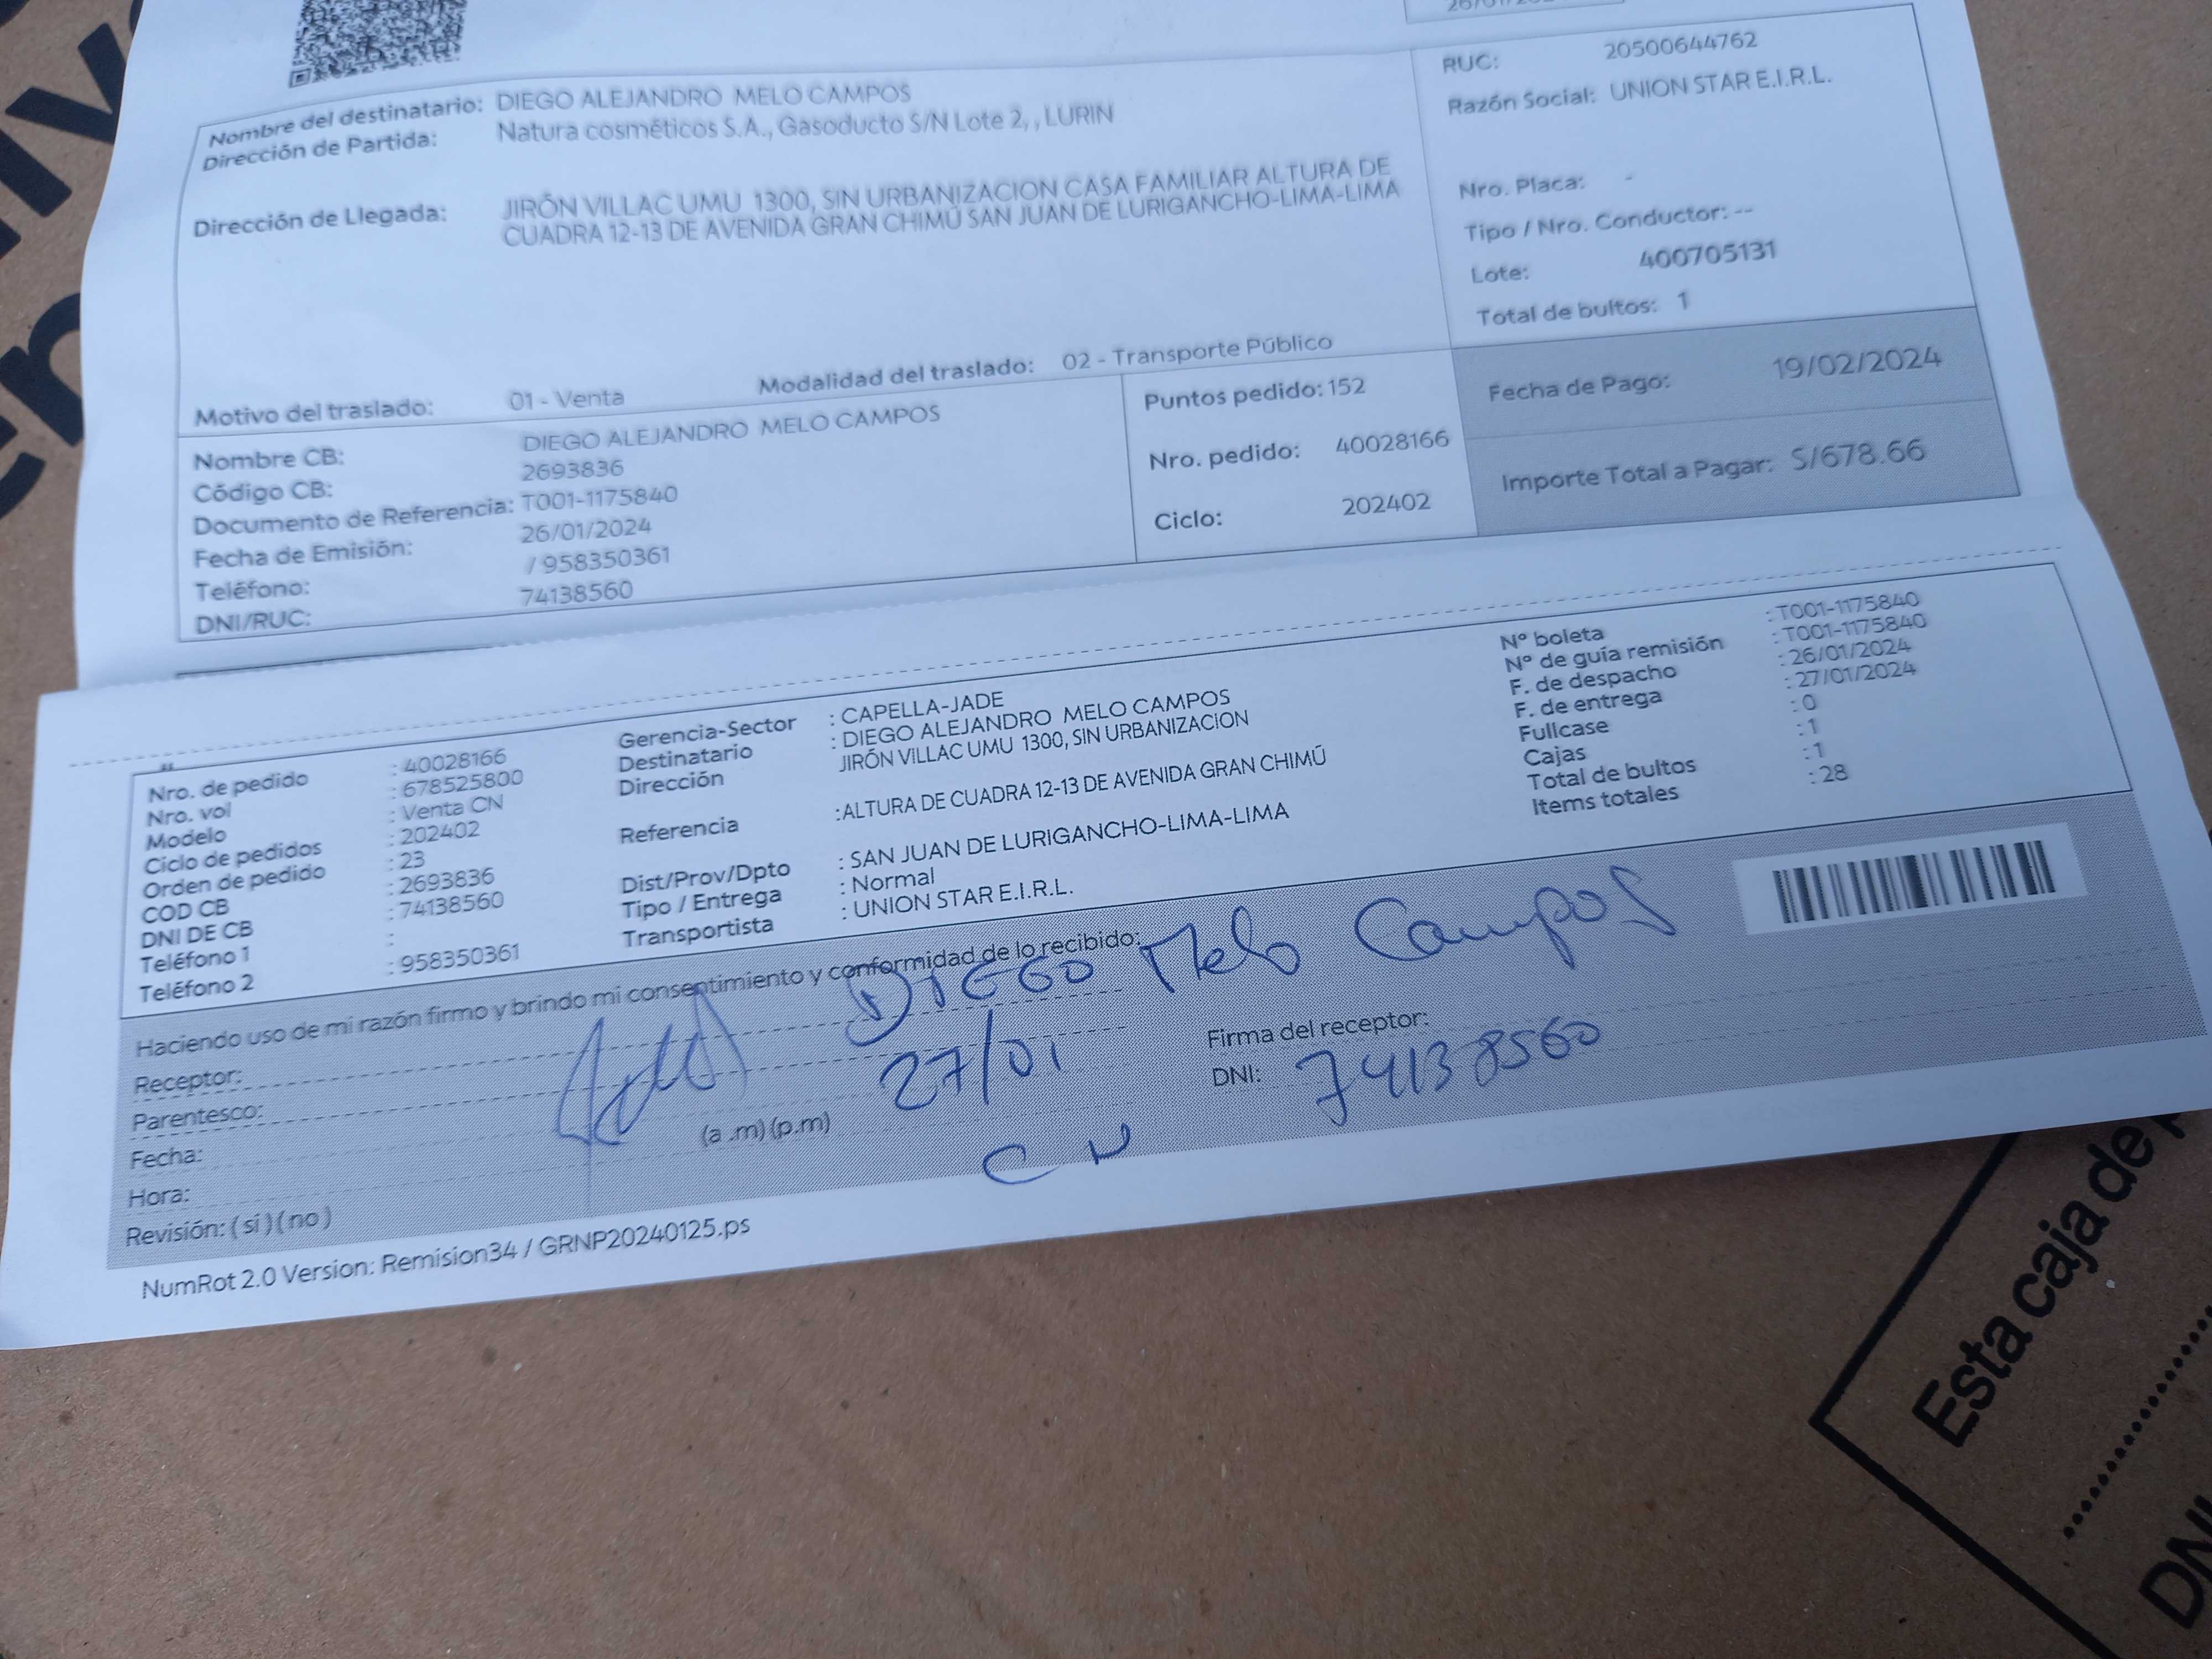 Nombre del destinatario: DIEGO ALEJANDRO MELO CAMPOS
Dirección de Partida: Natura cosméticos S.A., Gasoducto S/N Lote 2, , LURIN
Dirección de Llegada: JIRÓN VILLAC UMU 1300, SIN URBANIZACION CASA FAMILIAR ALTURA DE
CUADRA 12-13 DE AVENIDA GRAN CHIMÚ SAN JUAN DE LURIGANCHO-LIMA-LIMA
Motivo del traslado: 01 - Venta Modalidad del traslado: 02 - Transporte Público
RUC: 20500644762
Razón Social: UNION STAR E.I.R.L.
Nro. Placa: -
Tipo / Nro. Conductor: --
Lote: 400705131
Total de bultos: 1
Nombre CB: DIEGO ALEJANDRO MELO CAMPOS
Código CB: 2693836
Documento de Referencia: T001-1175840
Fecha de Emisión: 26/01/2024
Teléfono: / 958350361
DNI/RUC: 74138560
Puntos pedido: 152
Nro. pedido: 40028166
Ciclo: 202402
Fecha de Pago: 19/02/2024
Importe Total a Pagar: S/678.66
Nro. de pedido : 40028166
Nro. vol : 678525800
Modelo : Venta CN
Ciclo de pedidos : 202402
Orden de pedido : 23
COD CB : 2693836
DNI DE CB : 74138560
Teléfono 1 :
Teléfono 2 : 958350361
Gerencia-Sector : CAPELLA-JADE
Destinatario : DIEGO ALEJANDRO MELO CAMPOS
Dirección JIRÓN VILLAC UMU 1300, SIN URBANIZACION
Referencia :ALTURA DE CUADRA 12-13 DE AVENIDA GRAN CHIMÚ
Dist/Prov/Dpto : SAN JUAN DE LURIGANCHO-LIMA-LIMA
Tipo / Entrega : Normal
Transportista : UNION STAR E.I.R.L.
Nº boleta : T001-1175840
Nº de guía remisión : T001-1175840
F. de despacho : 26/01/2024
F. de entrega : 27/01/2024
Fullcase : 0
Cajas : 1
Total de bultos : 1
Items totales : 28
Haciendo uso de mi razón firmo y brindo mi consentimiento y conformidad de lo recibido:
Receptor: DIEGO Melo Campos
Parentesco:
Fecha: 27/01
Hora: (a .m) (p.m)
CN
Firma del receptor:
DNI: 74138560
Revisión: ( sí ) ( no )
NumRot 2.0 Version: Remision34 / GRNP20240125.ps
Esta caja de
DNI